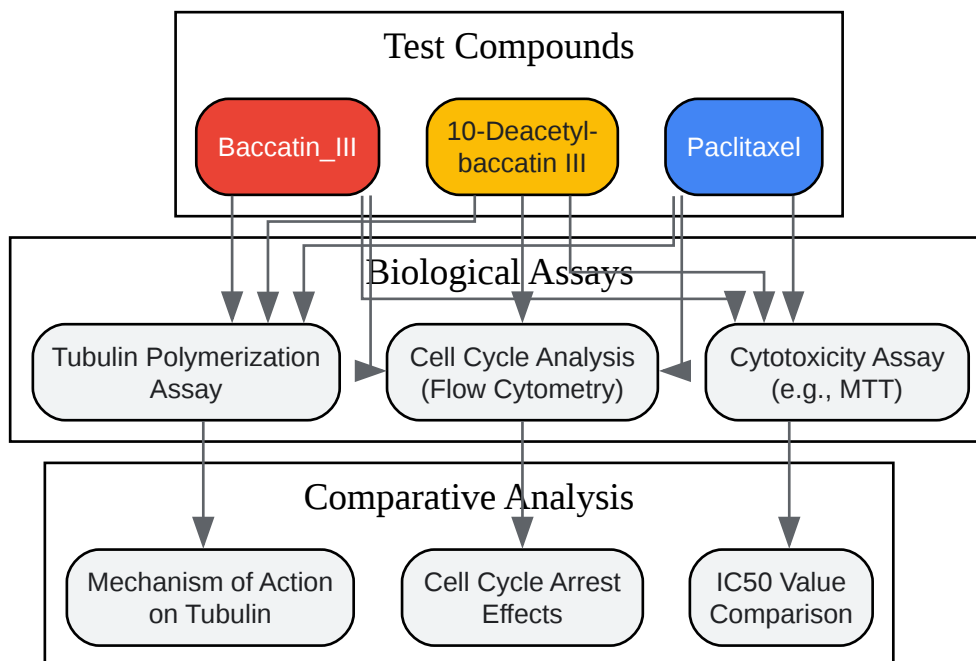 Test Compounds
Baccatin_III
10-Deacetyl-
baccatin III
Paclitaxel
Biological Assays
Tubulin Polymerization
Assay
Cell Cycle Analysis
(Flow Cytometry)
Cytotoxicity Assay
(e.g., MTT)
Comparative Analysis
Mechanism of Action
on Tubulin
Cell Cycle Arrest
Effects
IC50 Value
Comparison